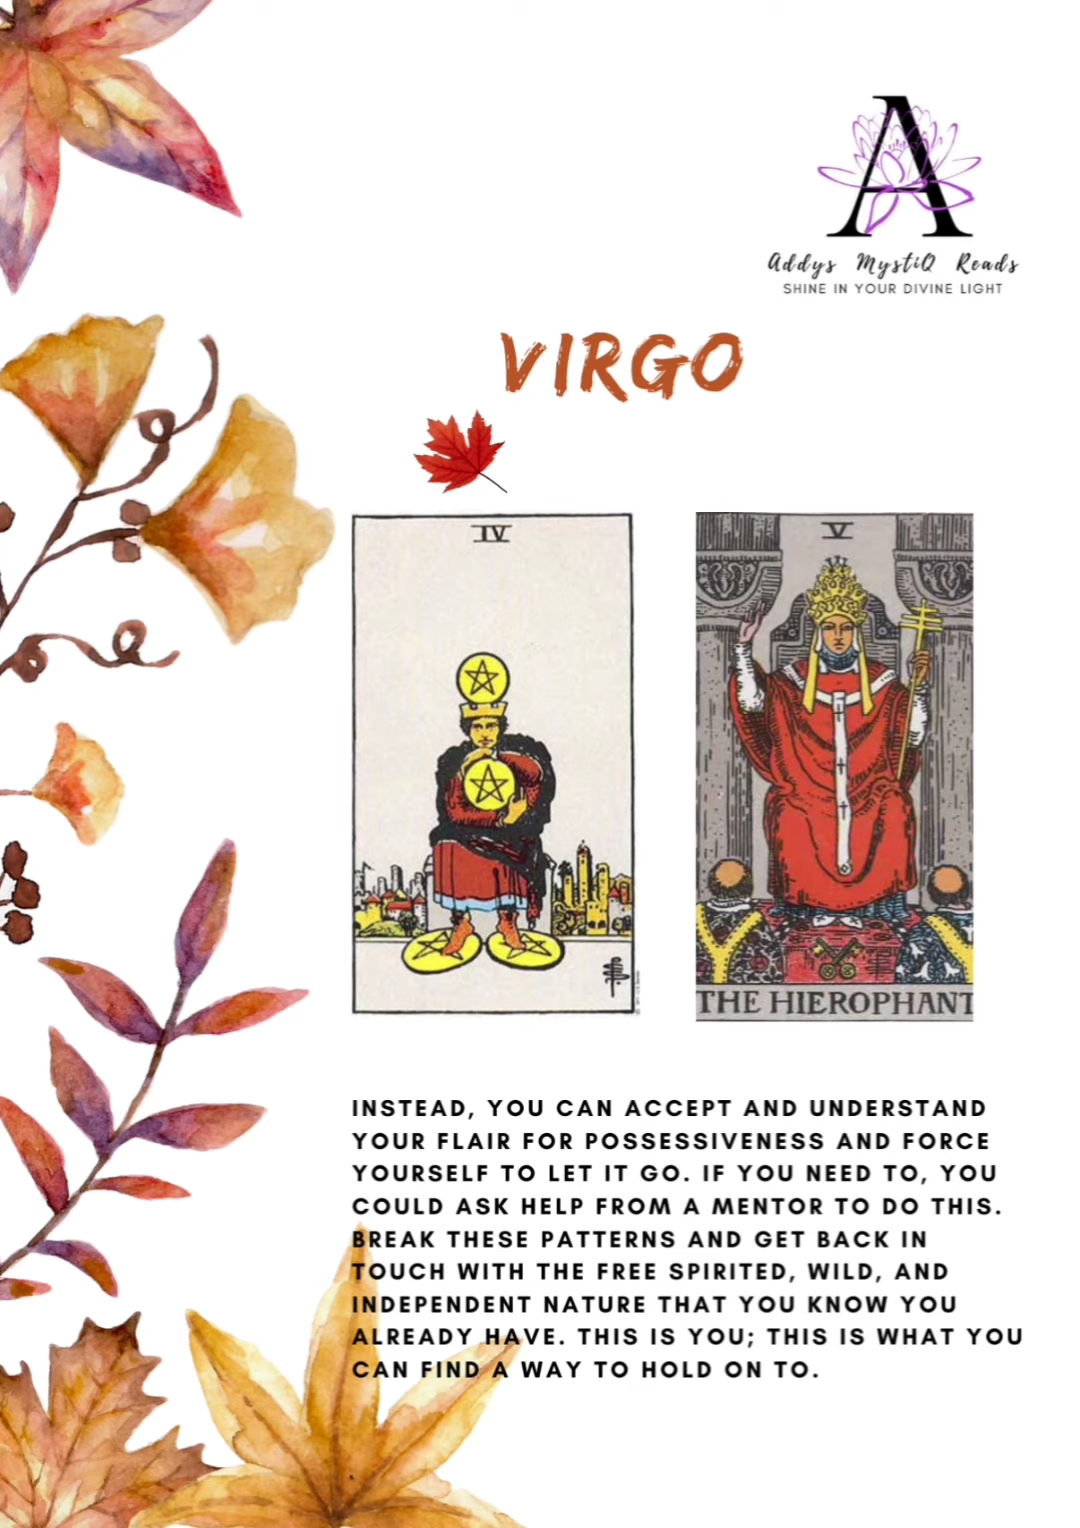 A
Addys MystiQ Reads
SHINE IN YOUR DIVINE LIGHT
VIRGO
IV
V
THE HIEROPHANT
INSTEAD, YOU CAN ACCEPT AND UNDERSTAND
YOUR FLAIR FOR POSSESSIVENESS AND FORCE
YOURSELF TO LET IT GO. IF YOU NEED TO, YOU
COULD ASK HELP FROM A MENTOR TO DO THIS.
BREAK THESE PATTERNS AND GET BACK IN
TOUCH WITH THE FREE SPIRITED, WILD, AND
INDEPENDENT NATURE THAT YOU KNOW YOU
ALREADY HAVE. THIS IS YOU; THIS IS WHAT YOU
CAN FIND A WAY TO HOLD ON TO.